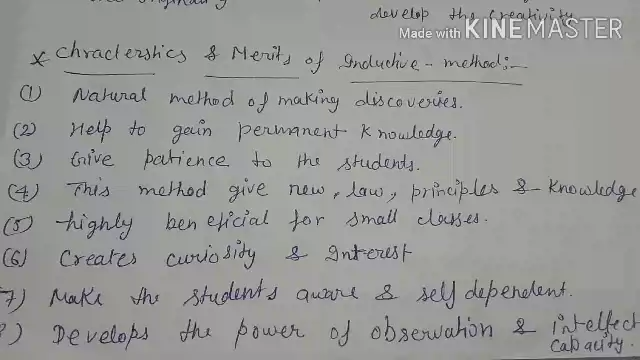 develop the creativity
Made with KINEMASTER
* Chracterstics & Merits of Inductive - method:-
(1) Natural method of making discoveries.
(2) Help to gain permanent knowledge.
(3) Give patience to the students.
(4) This method give new, law, principles & knowledge
(5) highly beneficial for small classes.
(6) Creates curiosity & Interest
7) Make the students aware & self dependent.
) Develops the power of observation & intellect
capacity.